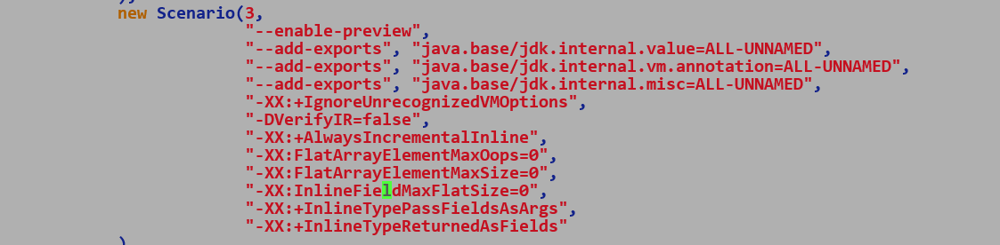 ),
new Scenario(3,
"--enable-preview",
"--add-exports", "java.base/jdk.internal.value=ALL-UNNAMED",
"--add-exports", "java.base/jdk.internal.vm.annotation=ALL-UNNAMED",
"--add-exports", "java.base/jdk.internal.misc=ALL-UNNAMED",
"-XX:+IgnoreUnrecognizedVMOptions",
"-DVerifyIR=false",
"-XX:+AlwaysIncrementalInline",
"-XX:FlatArrayElementMaxOops=0",
"-XX:FlatArrayElementMaxSize=0",
"-XX:InlineFieldMaxFlatSize=0",
"-XX:+InlineTypePassFieldsAsArgs",
"-XX:+InlineTypeReturnedAsFields"
)